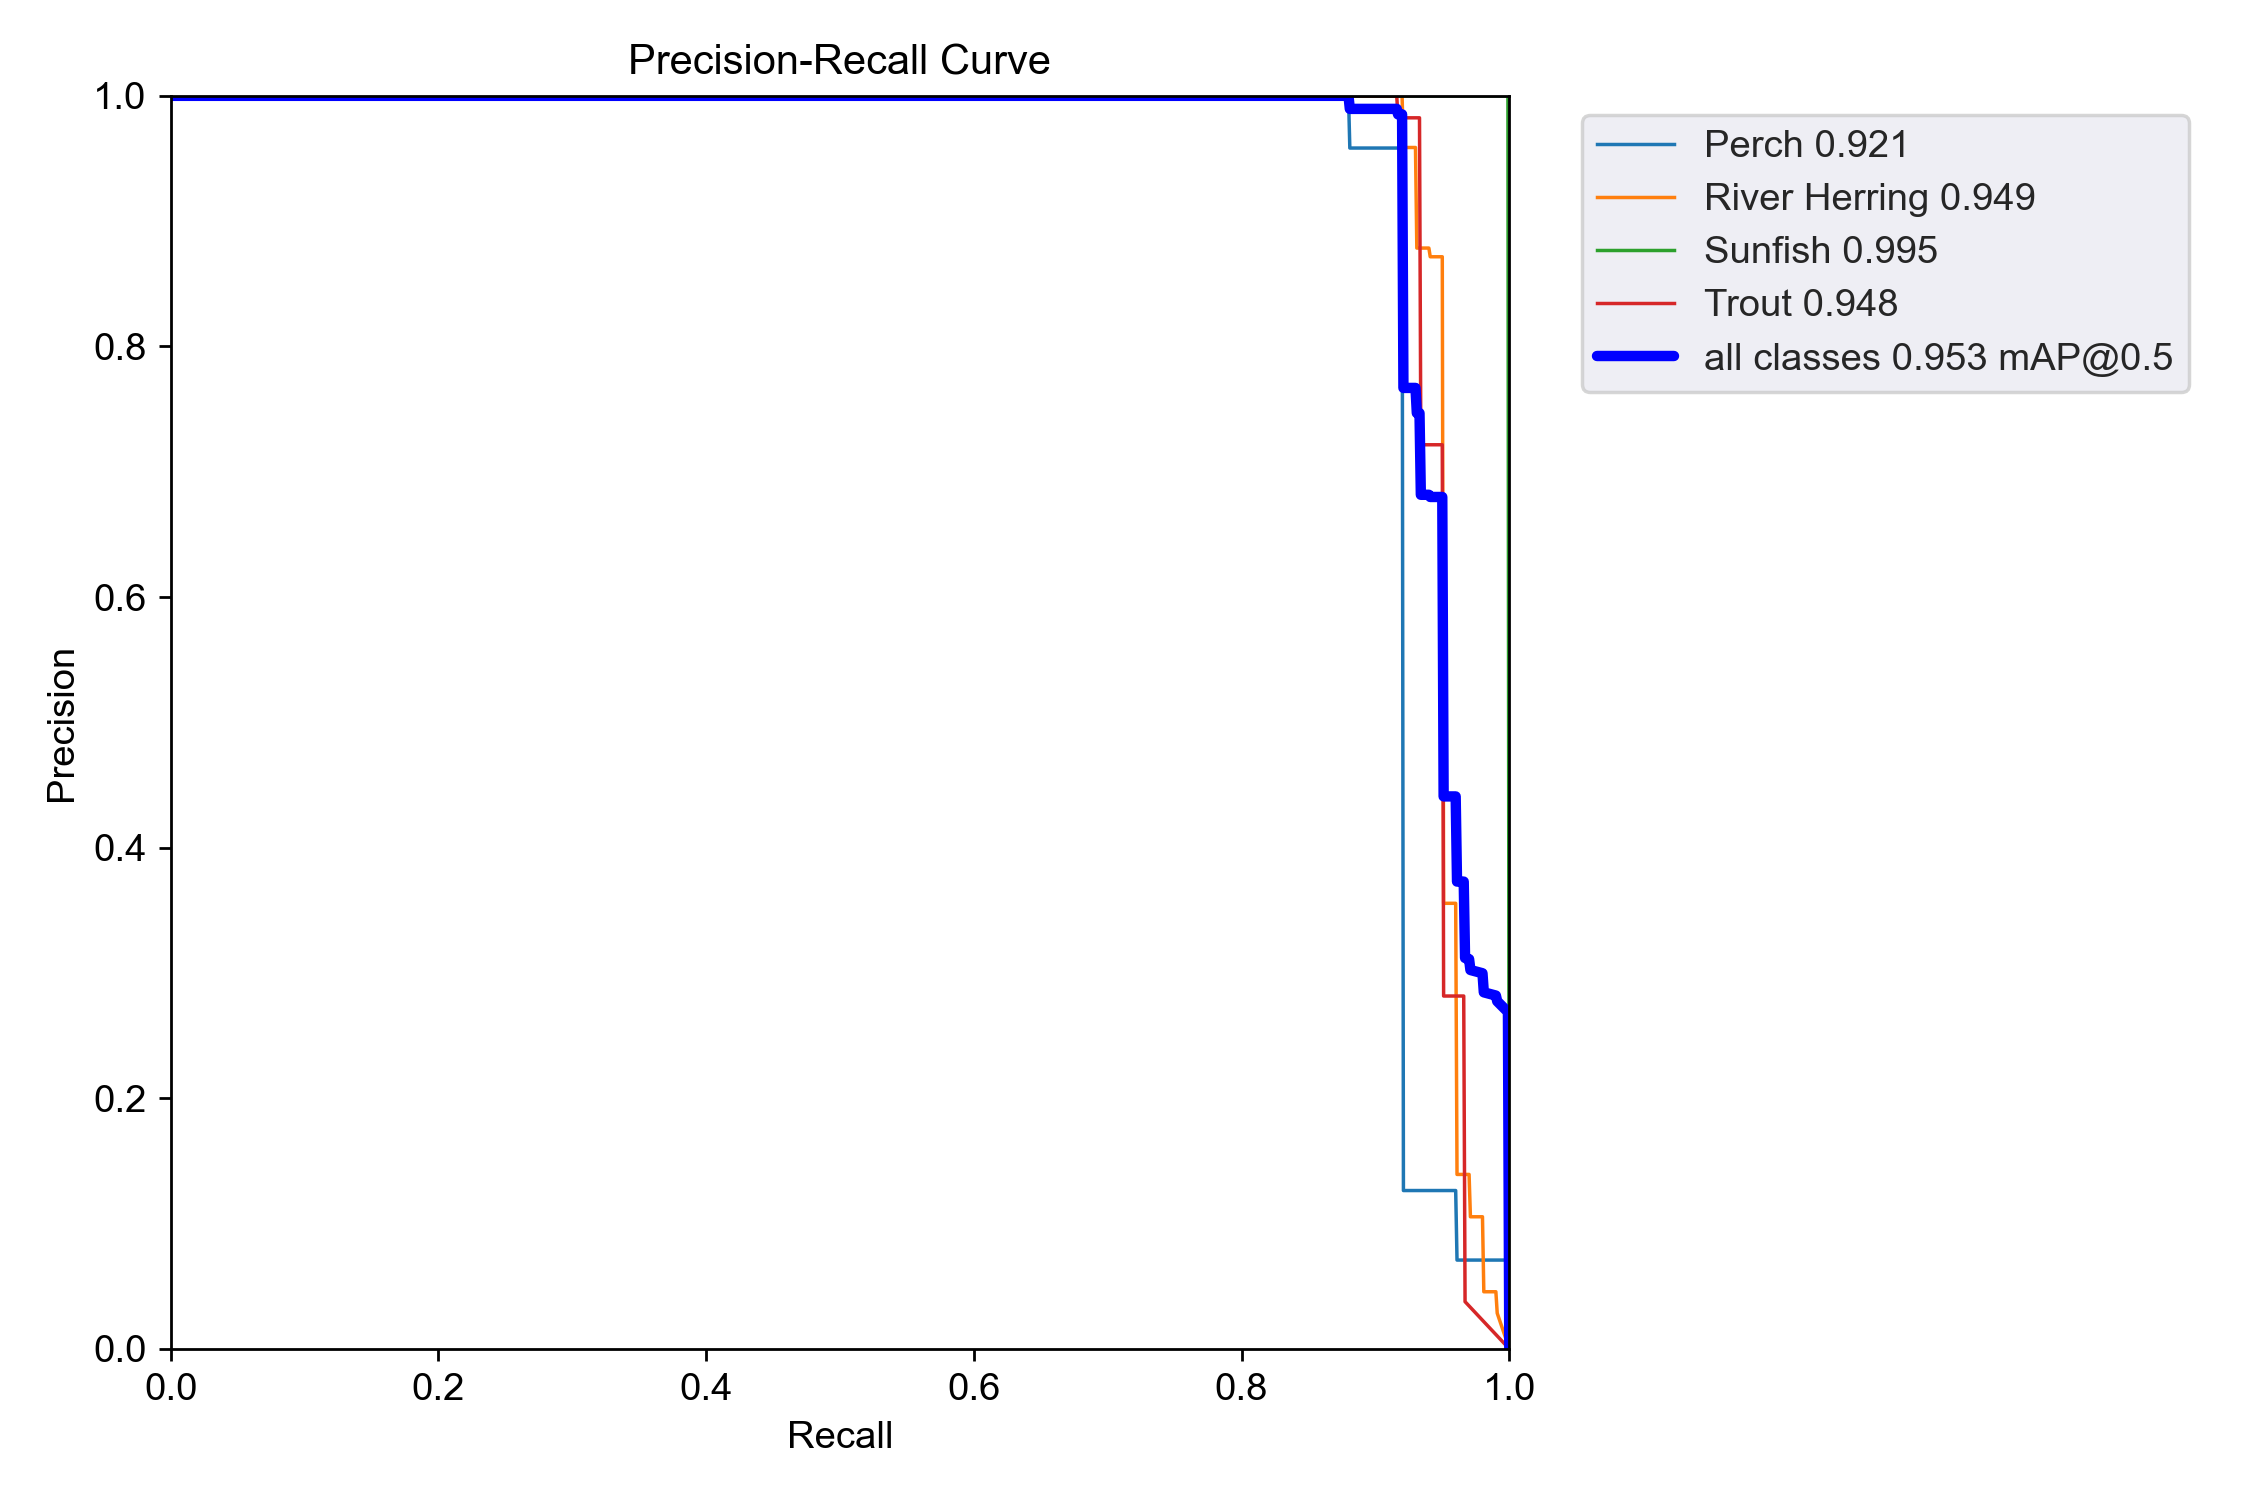 Precision-Recall Curve
1.0
0.8
0.6
0.4
0.2
0.0
Precision
0.0 0.2 0.4 0.6 0.8 1.0
Recall
Perch 0.921
River Herring 0.949
Sunfish 0.995
Trout 0.948
all classes 0.953 mAP@0.5